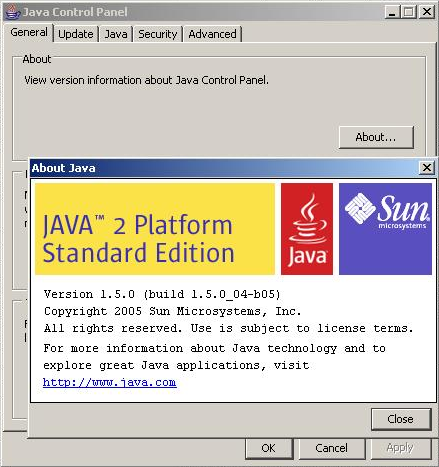 Java Control Panel
General Update Java Security Advanced
About
View version information about Java Control Panel.
About...
About Java
JAVA™ 2 Platform
Standard Edition
Java
Sun
microsystems
Version 1.5.0 (build 1.5.0_04-b05)
Copyright 2005 Sun Microsystems, Inc.
All rights reserved. Use is subject to license terms.
For more information about Java technology and to
explore great Java applications, visit
http://www.java.com
Close
OK Cancel Apply